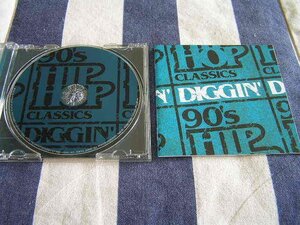 90's
HIP
HOP
CLASSICS
DIGGIN'
HOP
CLASSICS
N' DIGGIN' D
90's
HIP